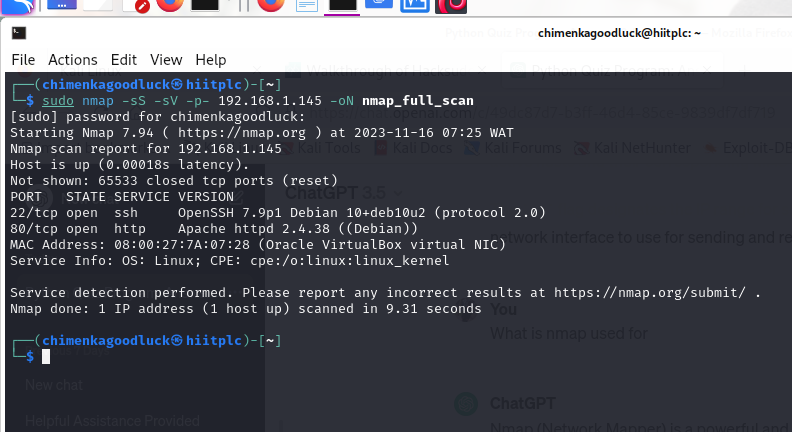 chimenkagoodluck@hiitplc: ~
File Actions Edit View Help
┌──(chimenkagoodluck㉿hiitplc)-[~]
└─$ sudo nmap -sS -sV -p- 192.168.1.145 -oN nmap_full_scan
[sudo] password for chimenkagoodluck:
Starting Nmap 7.94 ( https://nmap.org ) at 2023-11-16 07:25 WAT
Nmap scan report for 192.168.1.145
Host is up (0.00018s latency).
Not shown: 65533 closed tcp ports (reset)
PORT   STATE SERVICE VERSION
22/tcp open  ssh     OpenSSH 7.9p1 Debian 10+deb10u2 (protocol 2.0)
80/tcp open  http    Apache httpd 2.4.38 ((Debian))
MAC Address: 08:00:27:7A:07:28 (Oracle VirtualBox virtual NIC)
Service Info: OS: Linux; CPE: cpe:/o:linux:linux_kernel
Service detection performed. Please report any incorrect results at https://nmap.org/submit/ .
Nmap done: 1 IP address (1 host up) scanned in 9.31 seconds
┌──(chimenkagoodluck㉿hiitplc)-[~]
└─$
Kali Tools Kali Docs Kali Forums Kali NetHunter Exploit-DB
ChatGPT 3.5
network interface to use for sending and re
You
What is nmap used for
New chat
ChatGPT
Helpful Assistance Provided
Nmap (Network Mapper) is a powerful and